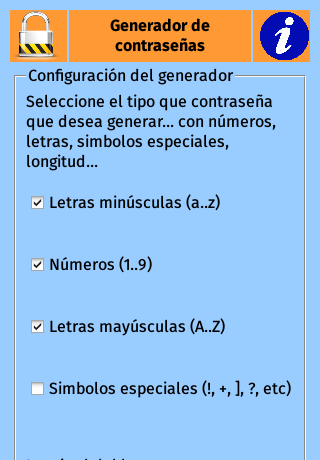 Generador de
contraseñas
Configuración del generador
Seleccione el tipo que contraseña
que desea generar... con números,
letras, simbolos especiales,
longitud...
Letras minúsculas (a..z)
Números (1..9)
Letras mayúsculas (A..Z)
Simbolos especiales (!, +, ], ?, etc)